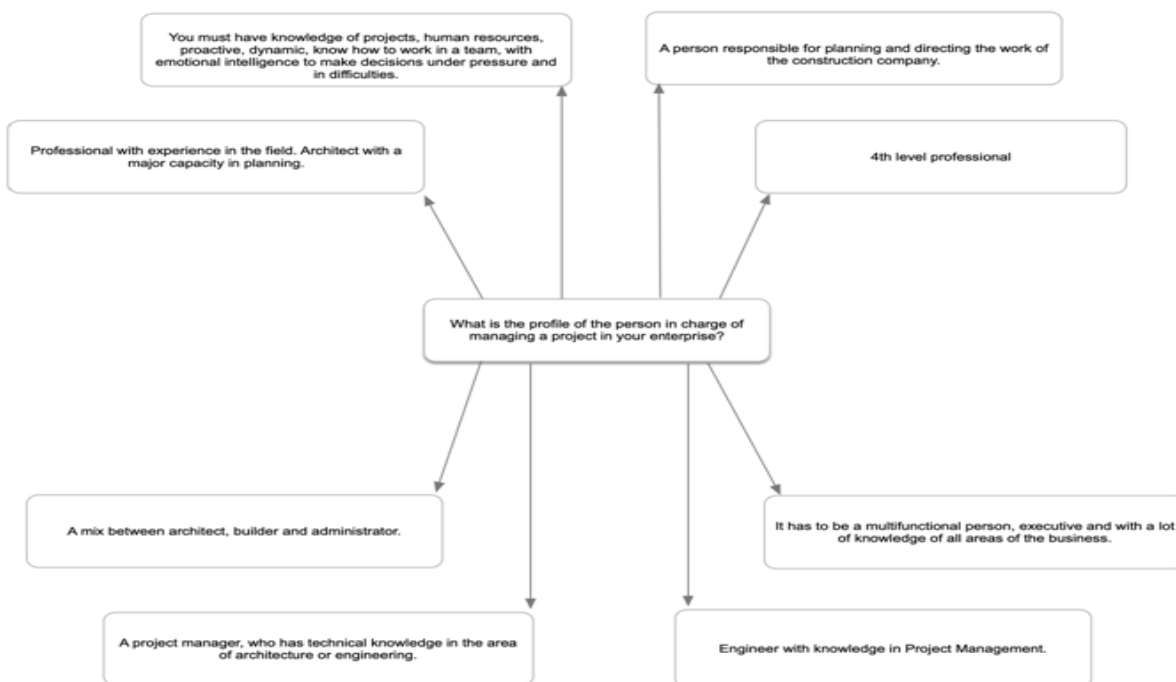 You must have knowledge of projects, human resources,
proactive, dynamic, know how to work in a team, with
emotional intelligence to make decisions under pressure and
in difficulties.
A person responsible for planning and directing the work of
the construction company.
Professional with experience in the field. Architect with a
major capacity in planning.
4th level professional
What is the profile of the person in charge of
managing a project in your enterprise?
A mix between architect, builder and administrator.
It has to be a multifunctional person, executive and with a lot
of knowledge of all areas of the business.
A project manager, who has technical knowledge in the area
of architecture or engineering.
Engineer with knowledge in Project Management.